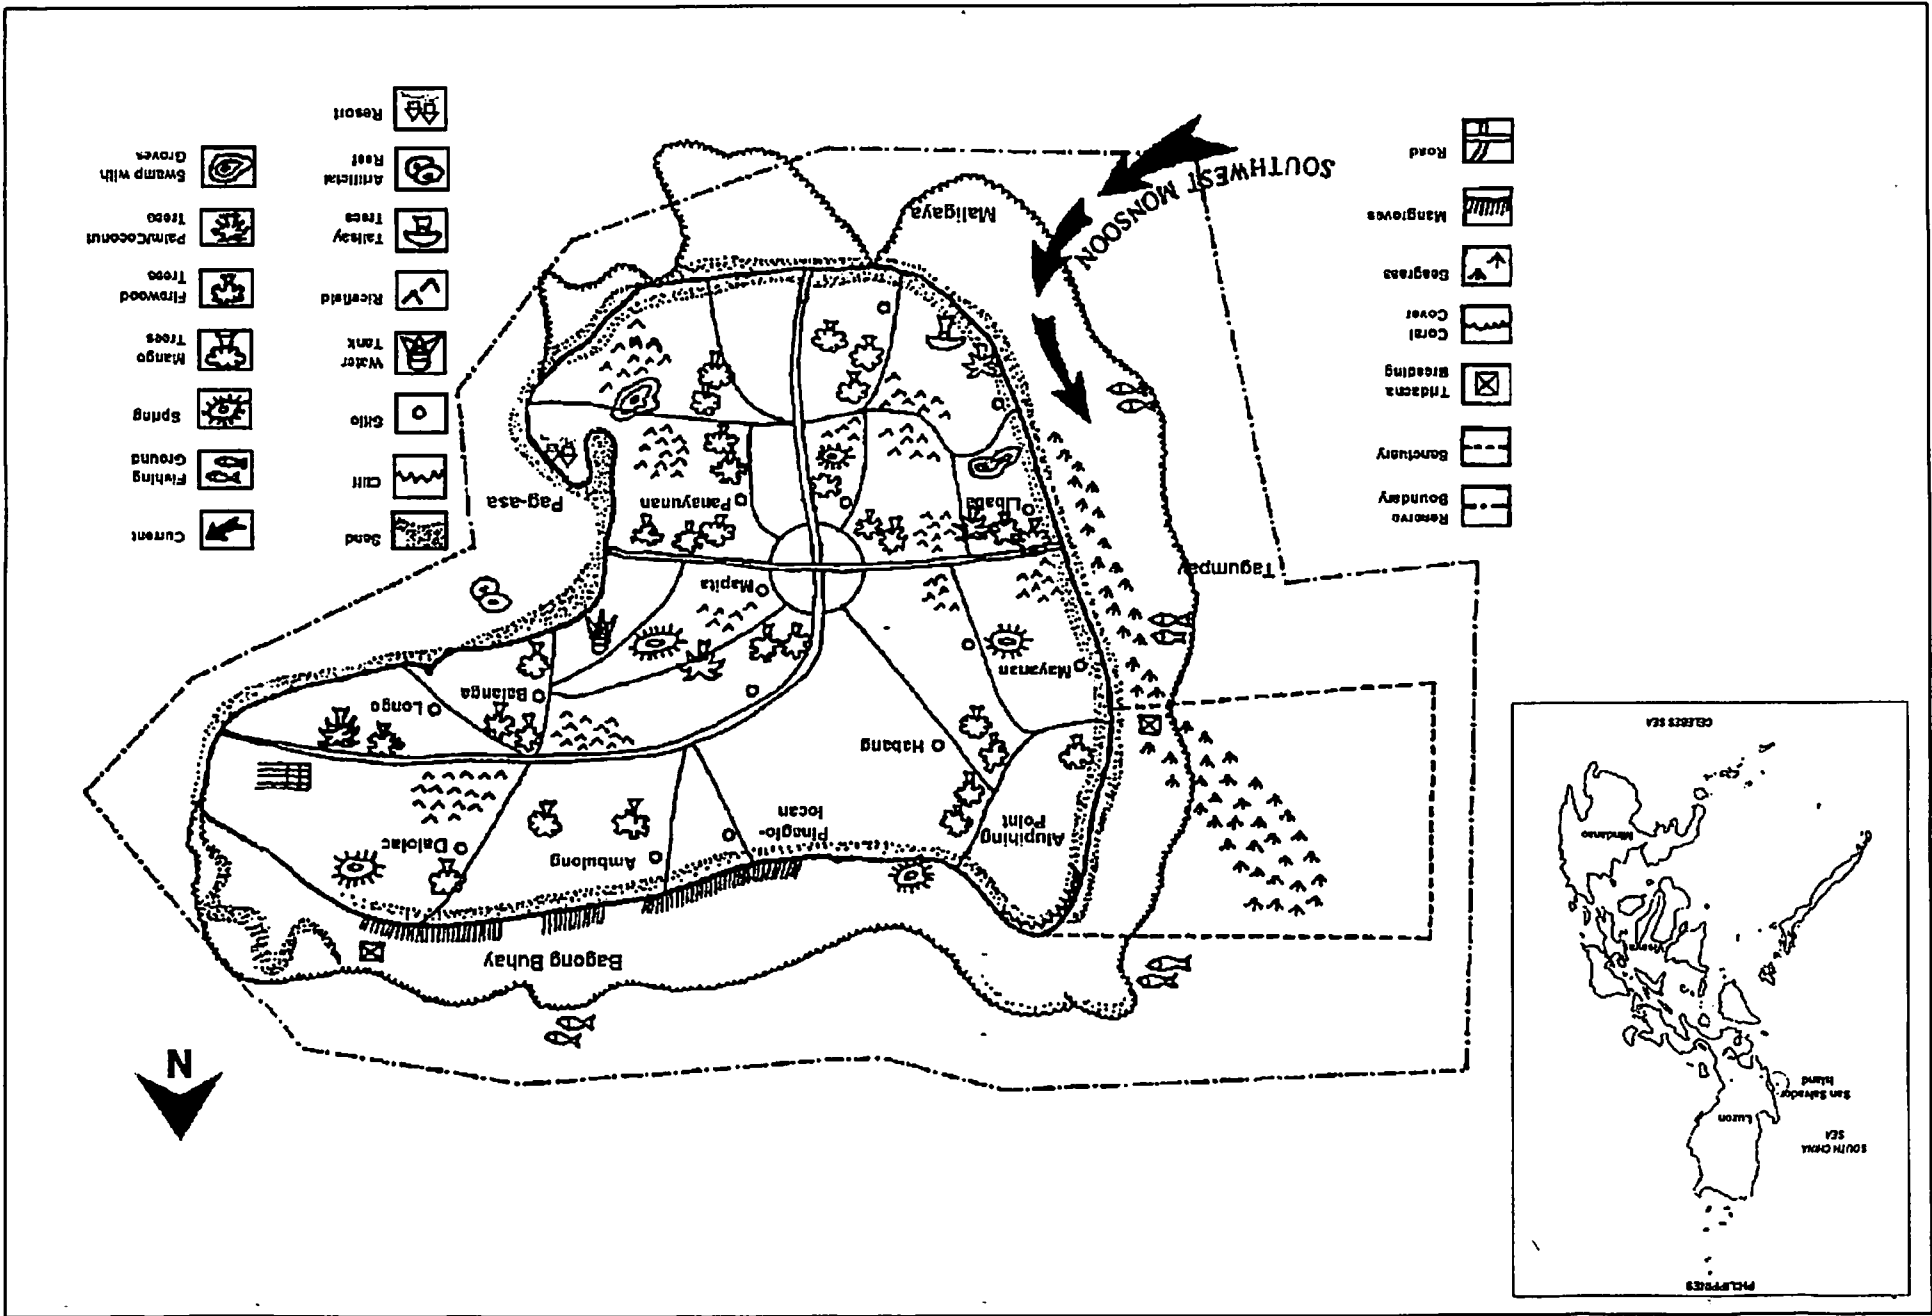 PHILIPPINES
SOUTH CHINA
SEA
Luzon
San Salvador
Island
Visayas
Mindanao
CELEBES SEA
N
Bagong Buhay
Alupihing
Point
Pinaglo-
locan
Ambulong
Dalolac
Habang
Longo
Balanga
Mayanan
Mapita
Tagumpay
Libaba
Panayunan
Pag-asa
Maligaya
SOUTHWEST MONSOON
Reserve
Boundary
Sanctuary
Tridacna
Breeding
Coral
Cover
Seagrass
Mangroves
Road
Sand
Cliff
Sitio
Water
Tank
Ricefield
Talisay
Trees
Artificial
Reef
Resort
Current
Fishing
Ground
Spring
Mango
Trees
Firewood
Trees
Palm/Coconut
Trees
Swamp with
Groves